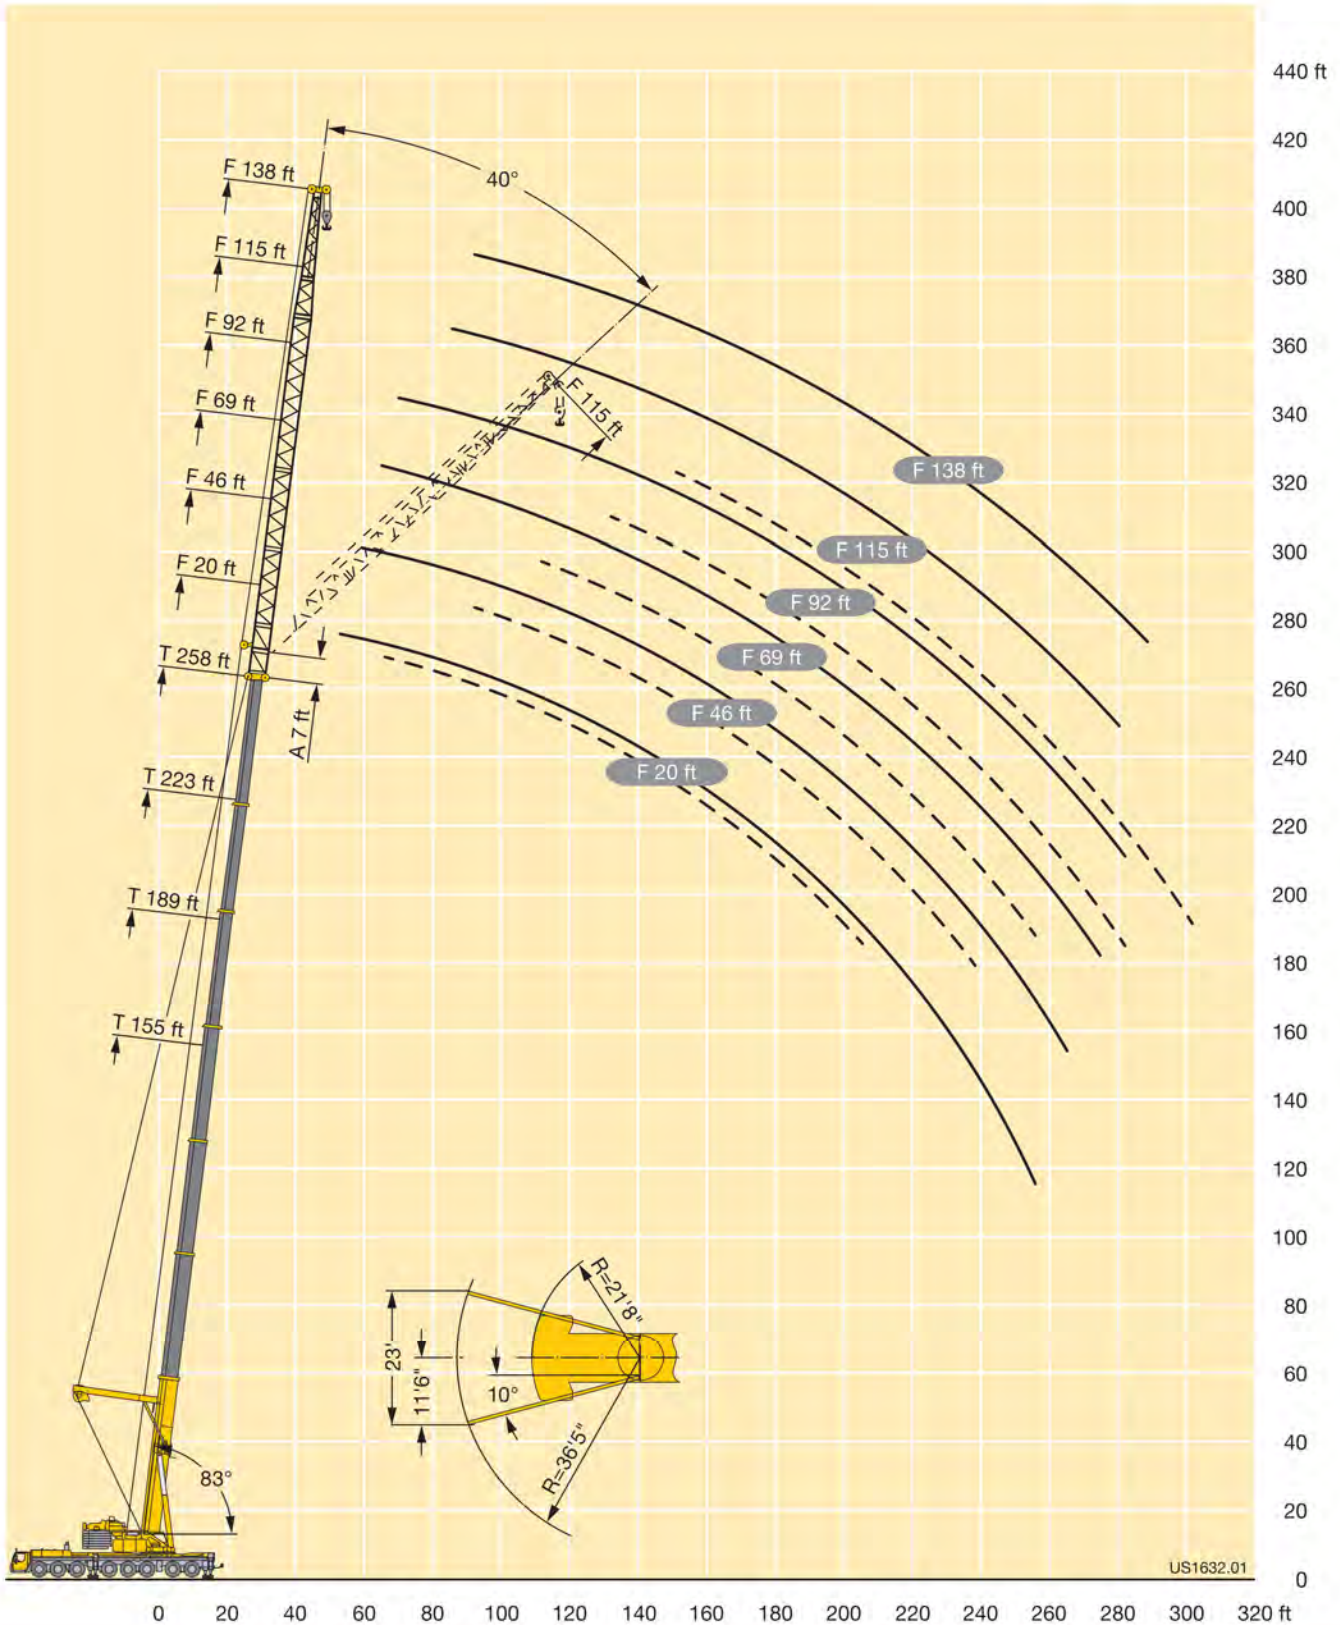 440 ft
420
400
380
360
340
320
300
280
260
240
220
200
180
160
140
120
100
80
60
40
20
0
F 138 ft
F 115 ft
F 92 ft
F 69 ft
F 46 ft
F 20 ft
T 258 ft
A 7 ft
T 223 ft
T 189 ft
T 155 ft
40°
F 115 ft
F 138 ft
F 115 ft
F 92 ft
F 69 ft
F 46 ft
F 20 ft
83°
R=21'8"
23'
11'6"
10°
R=36'5"
US1632.01
0 20 40 60 80 100 120 140 160 180 200 220 240 260 280 300 320 ft